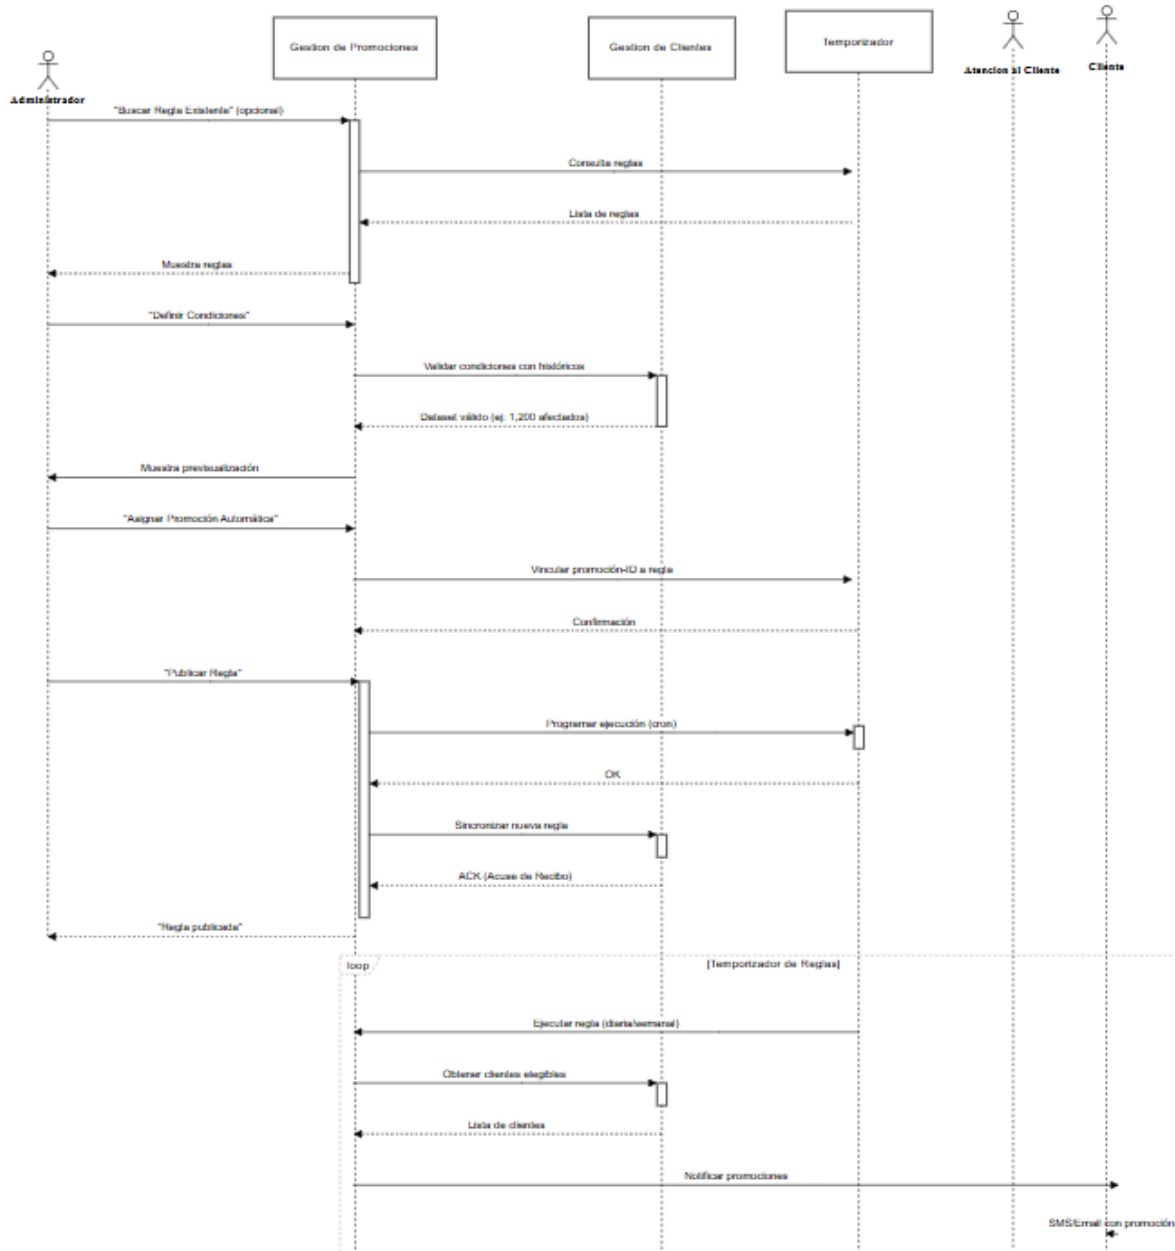 Gestion de Promociones
Gestion de Clientes
Temporizador
Atencion al Cliente
Cliente
Administrador
"Buscar Regla Existente" (opcional)
Consulta reglas
Lista de reglas
Muestra reglas
"Definir Condiciones"
Validar condiciones con históricos
Dataset válido (ej: 1,200 afectados)
Muestra previsualización
"Asignar Promoción Automática"
Vincular promoción-ID a regla
Confirmación
"Publicar Regla"
Programar ejecución (cron)
OK
Sincronizar nueva regla
ACK (Acuse de Recibo)
"Regla publicada"
loop
[Temporizador de Reglas]
Ejecutar regla (diaria/semanal)
Obtener clientes elegibles
Lista de clientes
Notificar promociones
SMS/Email con promoción